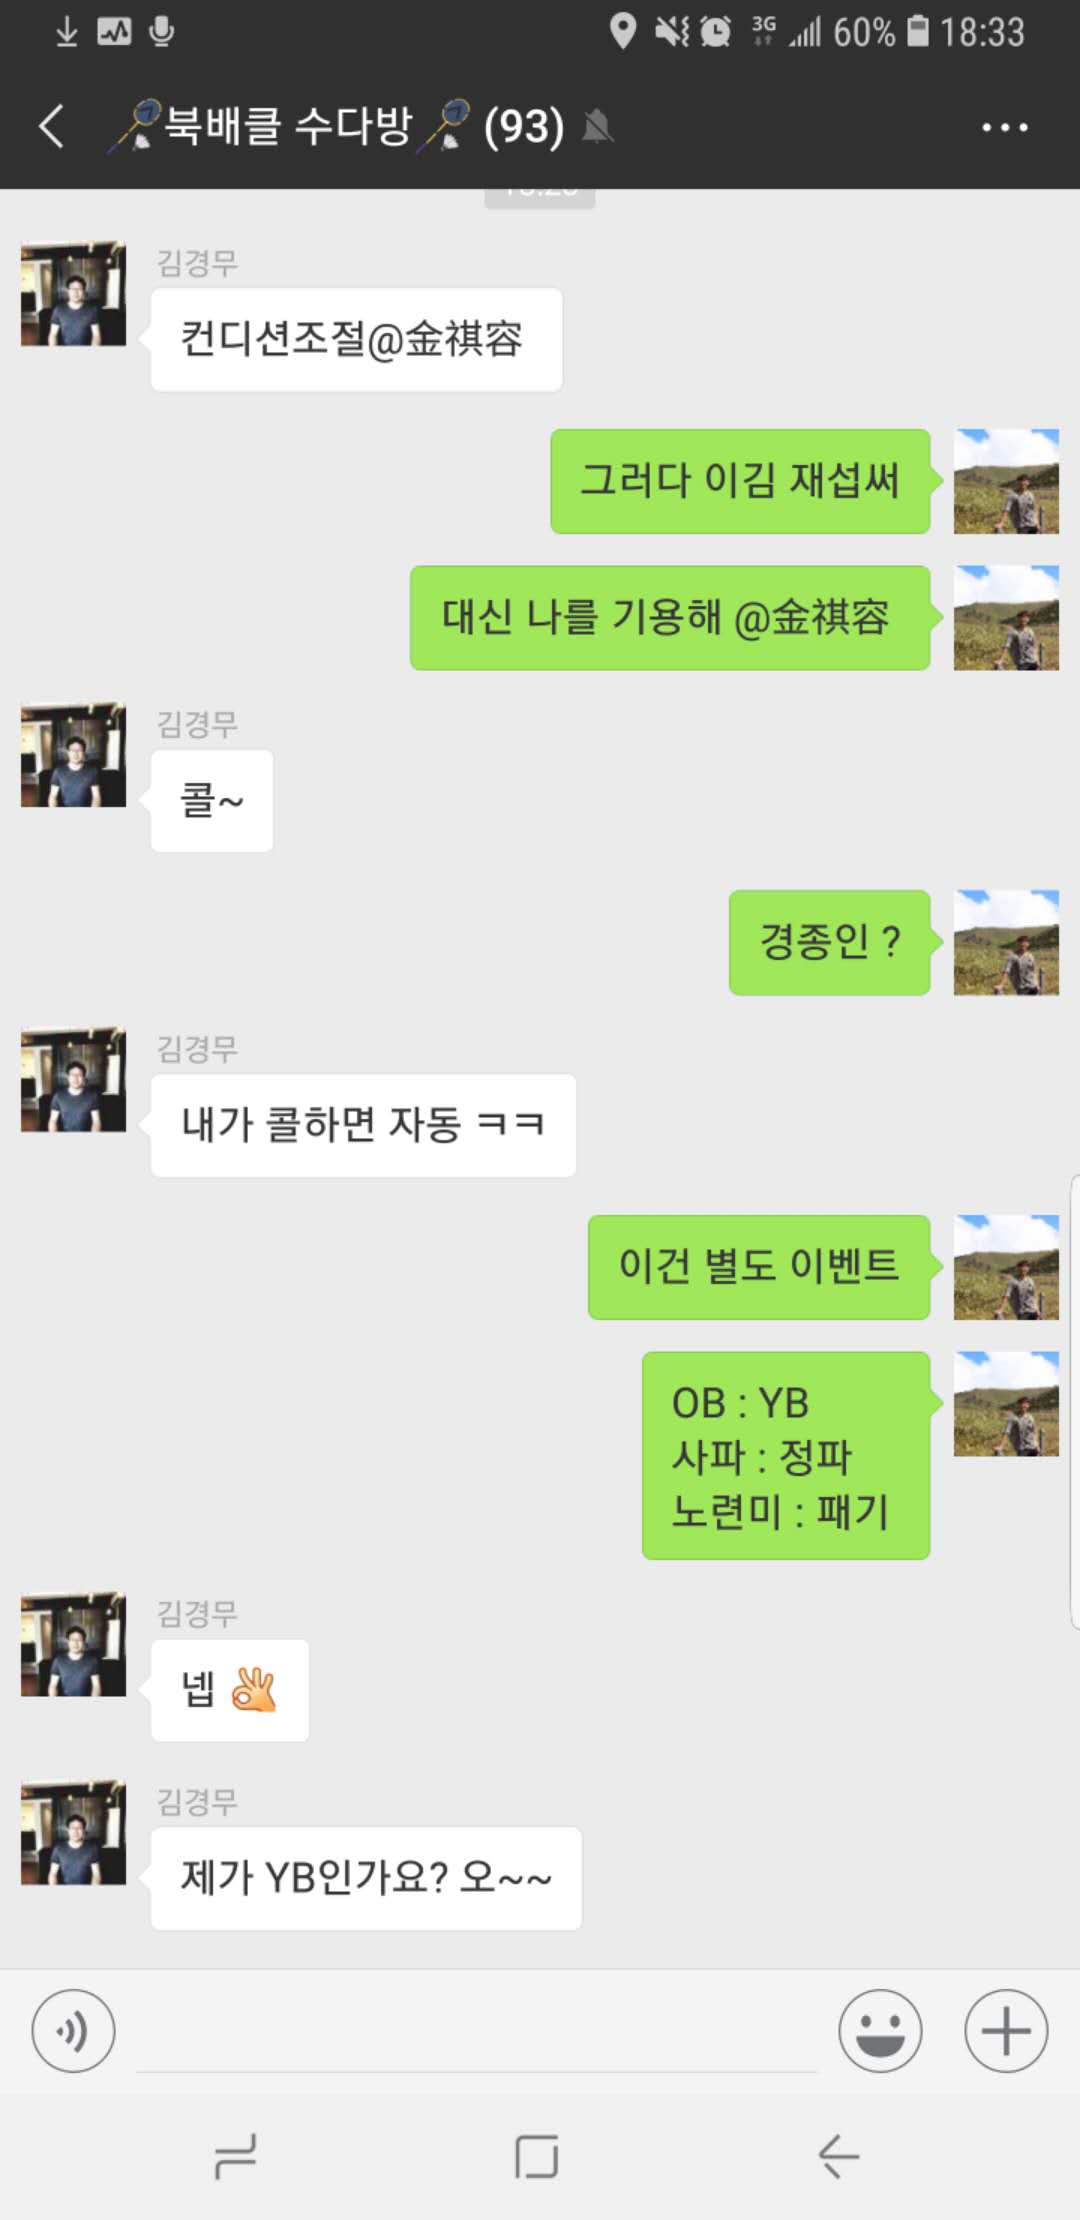 3G 60% 18:33
북배클 수다방 (93)
김경무
컨디션조절@金祺容
그러다 이김 재섭써
대신 나를 기용해 @金祺容
김경무
콜~
경종인 ?
김경무
내가 콜하면 자동 ㅋㅋ
이건 별도 이벤트
OB : YB
사파 : 정파
노련미 : 패기
김경무
넵 👌
김경무
제가 YB인가요? 오~~